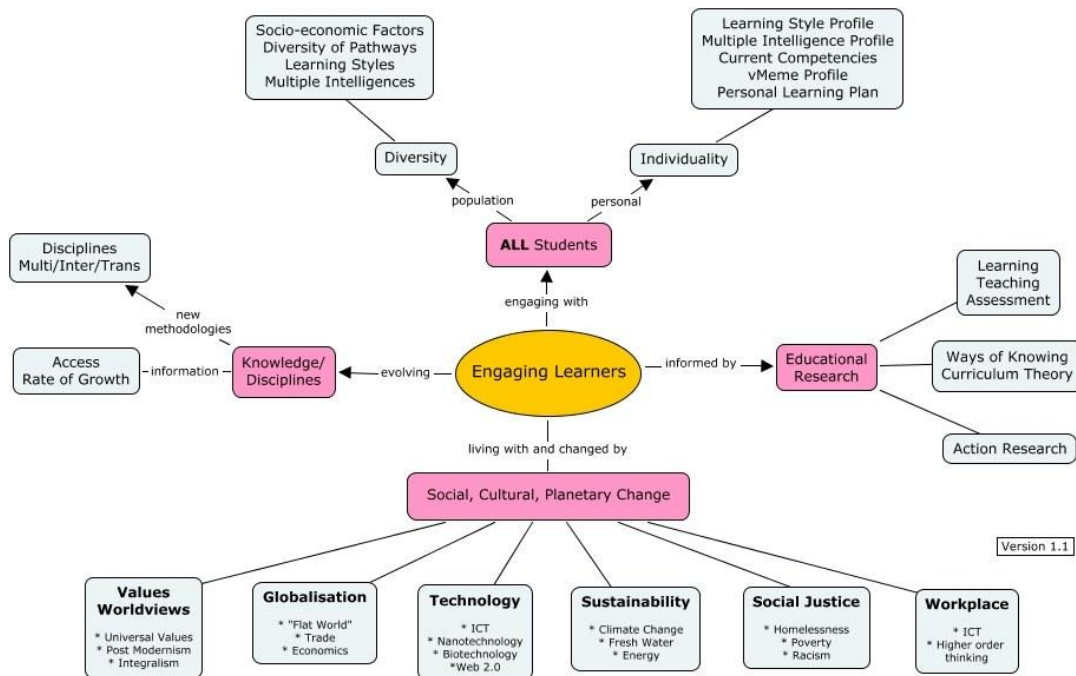 Socio-economic Factors
Diversity of Pathways
Learning Styles
Multiple Intelligences
Learning Style Profile
Multiple Intelligence Profile
Current Competencies
vMeme Profile
Personal Learning Plan
Diversity
Individuality
population
personal
ALL Students
engaging with
Disciplines
Multi/Inter/Trans
new
methodologies
Access
Rate of Growth
information
Knowledge/
Disciplines
evolving
Engaging Learners
informed by
Educational
Research
Learning
Teaching
Assessment
Ways of Knowing
Curriculum Theory
Action Research
living with and changed by
Social, Cultural, Planetary Change
Version 1.1
Values
Worldviews
* Universal Values
* Post Modernism
* Integralism
Globalisation
* "Flat World"
* Trade
* Economics
Technology
* ICT
* Nanotechnology
* Biotechnology
*Web 2.0
Sustainability
* Climate Change
* Fresh Water
* Energy
Social Justice
* Homelessness
* Poverty
* Racism
Workplace
* ICT
* Higher order
thinking